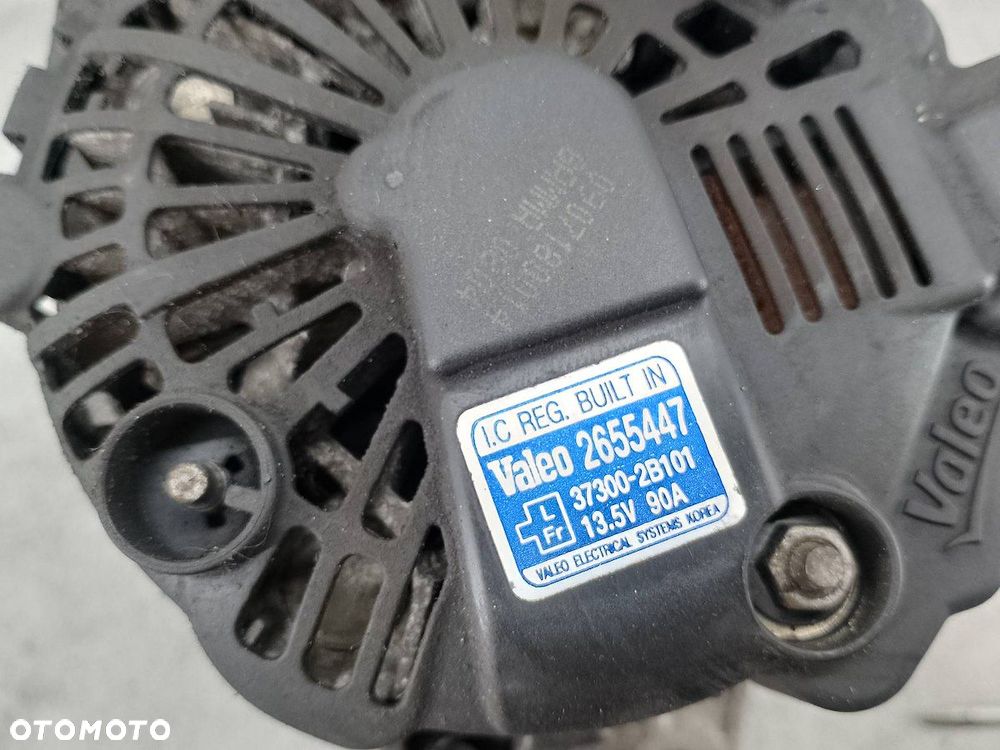 I.C REG. BUILT IN
Valeo 2655447
37300-2B101
L
Fr
13.5V 90A
VALEO ELECTRICAL SYSTEMS KOREA
Valeo
OTOMOTO